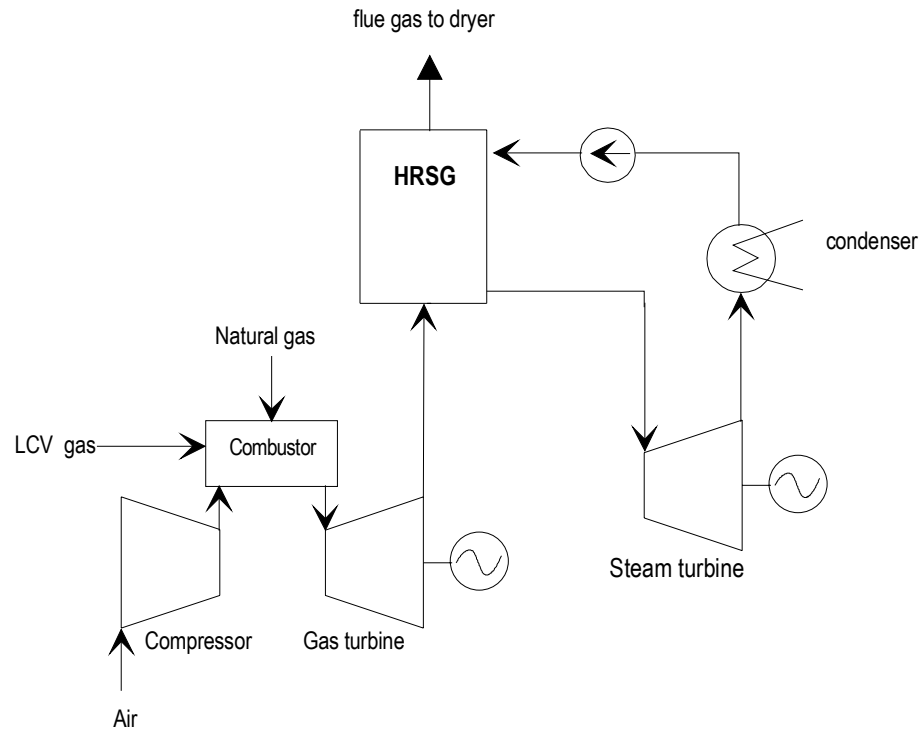 flue gas to dryer
HRSG
condenser
Natural gas
LCV gas
Combustor
Steam turbine
Compressor
Gas turbine
Air